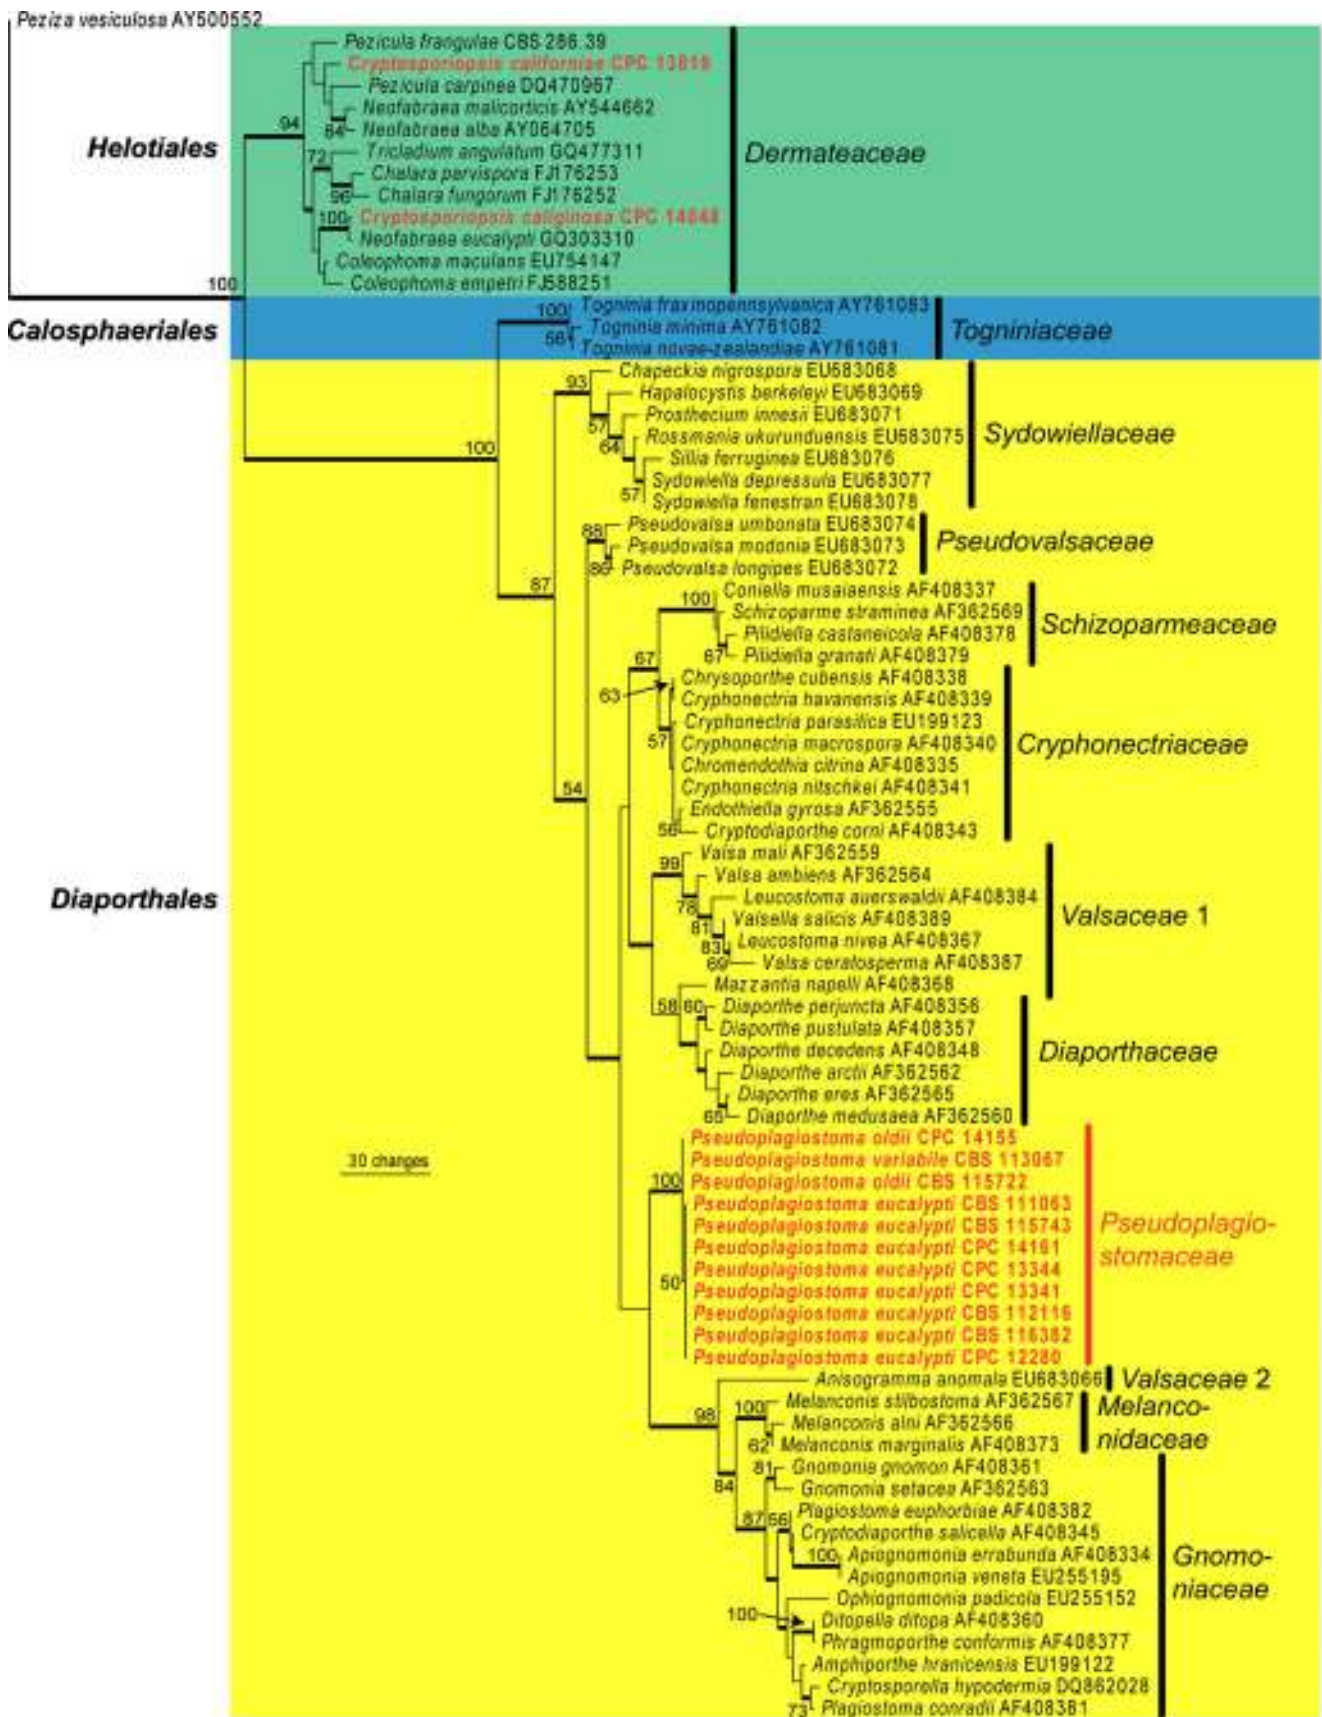 Peziza vesiculosa AY500552
Pezicula frangulae CBS 286.39
Cryptosporiopsis californiae CPC 13618
Pezicula carpinea DQ470967
Neofabraea malicorticis AY544662
94
84
Neofabraea alba AY064705
Helotiales
72
Tricladium angulatum GQ477311
Dermateaceae
Chalara parvispora FJ176253
96
Chalara fungorum FJ176252
100
Cryptosporiopsis caliginosa CPC 14848
Neofabraea eucalypti GQ303310
Coleophoma maculans EU754147
100
Coleophoma empetri FJ588251
100
Togninia fraxinopennsylvanica AY761083
Calosphaeriales
Togninia minima AY761082
Togniniaceae
56
Togninia novae-zealandiae AY761081
Chapeckia nigrospora EU683068
93
Hapalocystis berkeleyi EU683069
57
Prosthecium innesii EU683071
100
64
Rossmania ukurunduensis EU683075
Sydowiellaceae
Sillia ferruginea EU683076
Sydowiella depressula EU683077
57
Sydowiella fenestran EU683078
88
Pseudovalsa umbonata EU683074
Pseudovalsa modonia EU683073
Pseudovalsaceae
86
Pseudovalsa longipes EU683072
87
Coniella musaiaensis AF408337
100
Schizoparme straminea AF362569
Schizoparmeaceae
Pilidiella castaneicola AF408378
67
67
Pilidiella granati AF408379
Chrysoporthe cubensis AF408338
63
Cryphonectria havanensis AF408339
Cryphonectria parasitica EU199123
57
Cryphonectria macrospora AF408340
Cryphonectriaceae
Chromendothia citrina AF408335
54
Cryphonectria nitschkei AF408341
Endothiella gyrosa AF362555
56
Cryptodiaporthe corni AF408343
Valsa mali AF362559
99
Valsa ambiens AF362564
Diaporthales
78
Leucostoma auerswaldii AF408384
81
Valsella salicis AF408389
Valsaceae 1
83
Leucostoma nivea AF408367
69
Valsa ceratosperma AF408387
Mazzantia napelli AF408368
58
60
Diaporthe perjuncta AF408356
Diaporthe pustulata AF408357
Diaporthe decedens AF408348
Diaporthaceae
Diaporthe arctii AF362562
Diaporthe eres AF362565
65
Diaporthe medusaea AF362560
Pseudoplagiostoma oldii CPC 14155
30 changes
Pseudoplagiostoma variabile CBS 113067
100
Pseudoplagiostoma oldii CBS 115722
Pseudoplagiostoma eucalypti CBS 111063
Pseudoplagiostoma eucalypti CBS 115743
Pseudoplagio-
Pseudoplagiostoma eucalypti CPC 14161
stomaceae
Pseudoplagiostoma eucalypti CPC 13344
50
Pseudoplagiostoma eucalypti CPC 13341
Pseudoplagiostoma eucalypti CBS 112116
Pseudoplagiostoma eucalypti CBS 116382
Pseudoplagiostoma eucalypti CPC 12280
Anisogramma anomala EU683066
Valsaceae 2
100
Melanconis stilbostoma AF362567
98
Melanconis alni AF362566
Melanco-
nidaceae
62
Melanconis marginalis AF408373
81
Gnomonia gnomon AF408361
84
Gnomonia setacea AF362563
Plagiostoma euphorbiae AF408382
87
56
Cryptodiaporthe salicella AF408345
100
Apiognomonia errabunda AF408334
Gnomo-
niaceae
Apiognomonia veneta EU255195
Ophiognomonia padicola EU255152
100
Ditopella ditopa AF408360
Phragmoporthe conformis AF408377
Amphiporthe hranicensis EU199122
Cryptosporella hypodermia DQ862028
73
Plagiostoma conradii AF408381